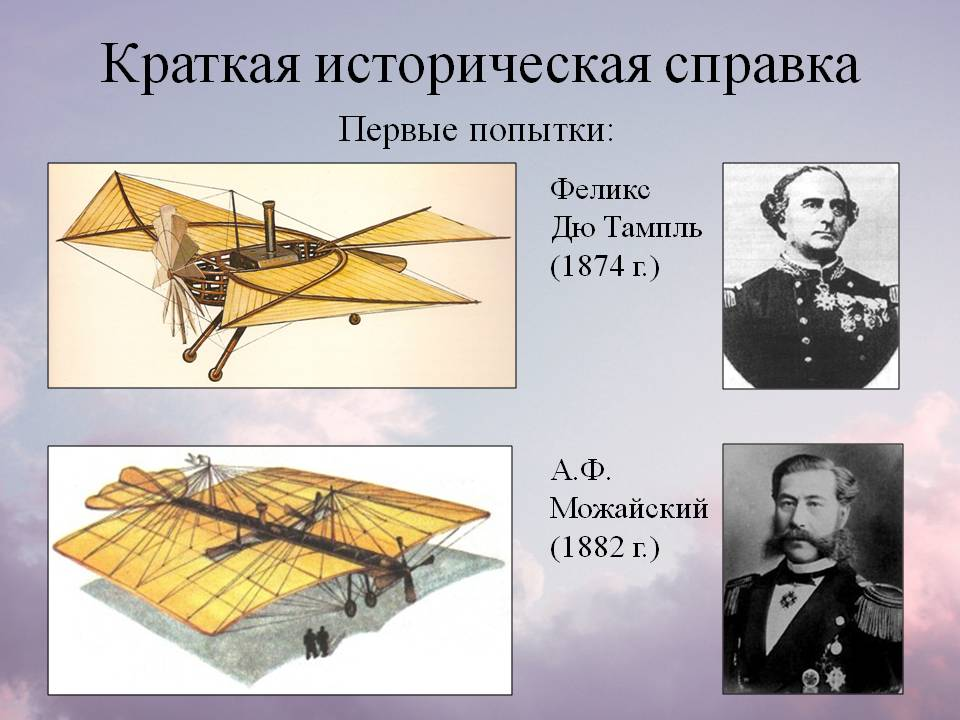 Краткая историческая справка
Первые попытки:
Феликс
Дю Тампль
(1874 г.)
А.Ф.
Можайский
(1882 г.)